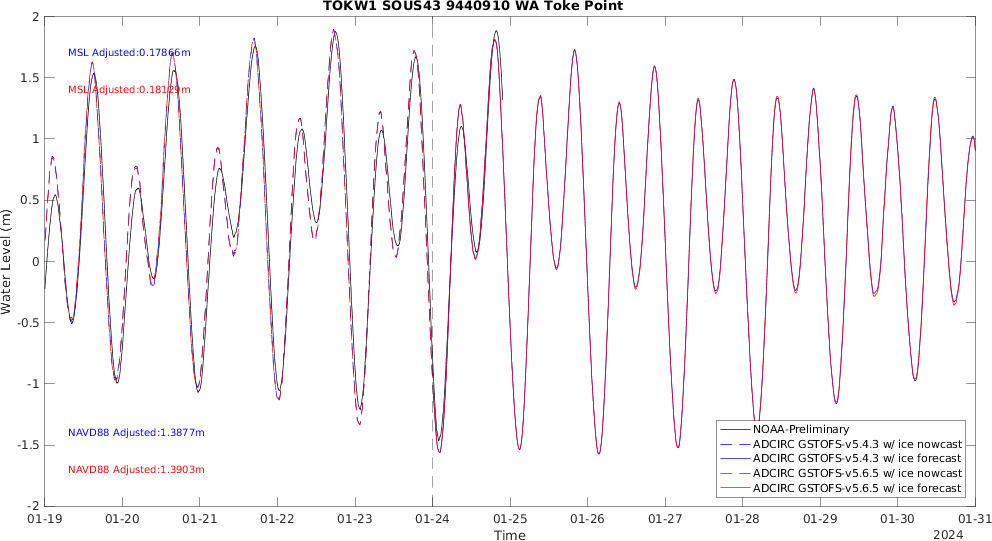 TOKW1 SOUS43 9440910 WA Toke Point
2
1.5
1
0.5
0
-0.5
-1
-1.5
-2
Water Level (m)
MSL Adjusted:0.17866m
MSL Adjusted:0.18129m
NAVD88 Adjusted:1.3877m
NAVD88 Adjusted:1.3903m
NOAA-Preliminary
ADCIRC GSTOFS-v5.4.3 w/ ice nowcast
ADCIRC GSTOFS-v5.4.3 w/ ice forecast
ADCIRC GSTOFS-v5.6.5 w/ ice nowcast
ADCIRC GSTOFS-v5.6.5 w/ ice forecast
01-19 01-20 01-21 01-22 01-23 01-24 01-25 01-26 01-27 01-28 01-29 01-30 01-31
Time
2024